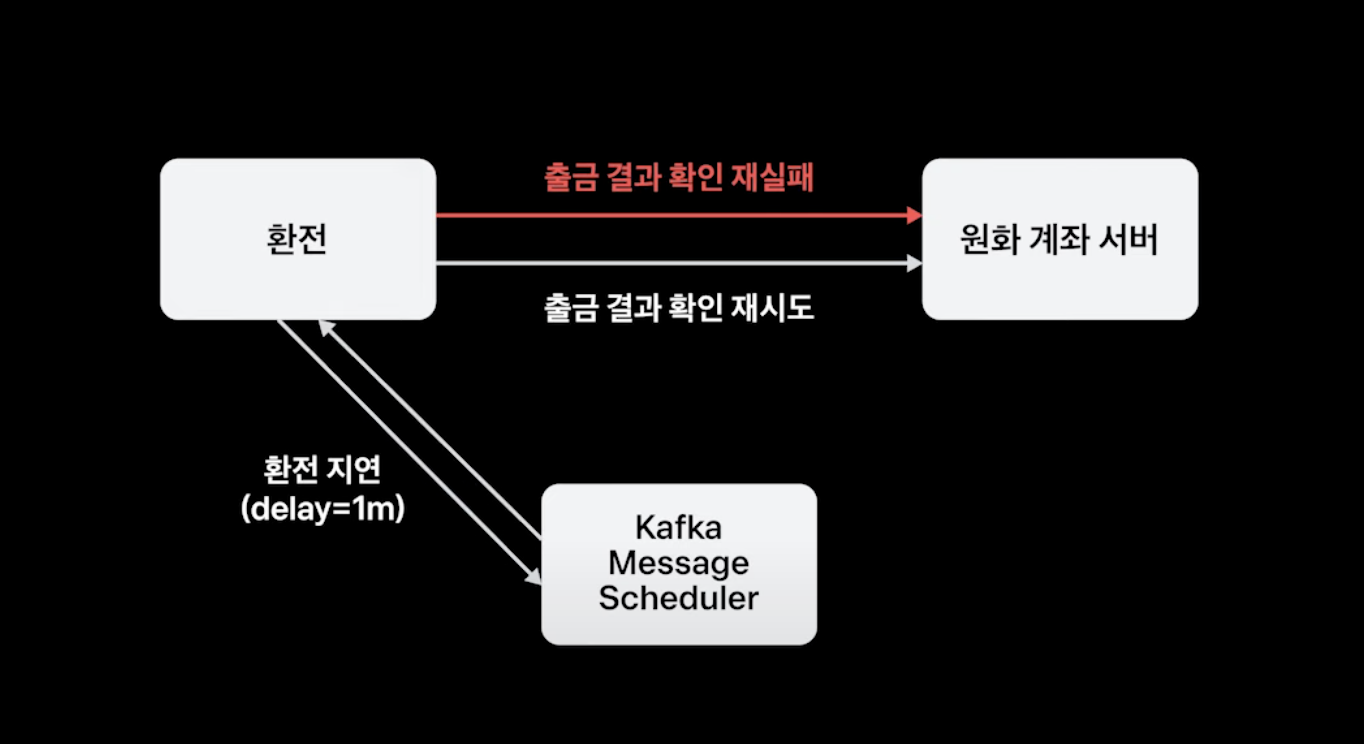 출금 결과 확인 재실패
환전
원화 계좌 서버
출금 결과 확인 재시도
환전 지연
(delay=1m)
Kafka
Message
Scheduler